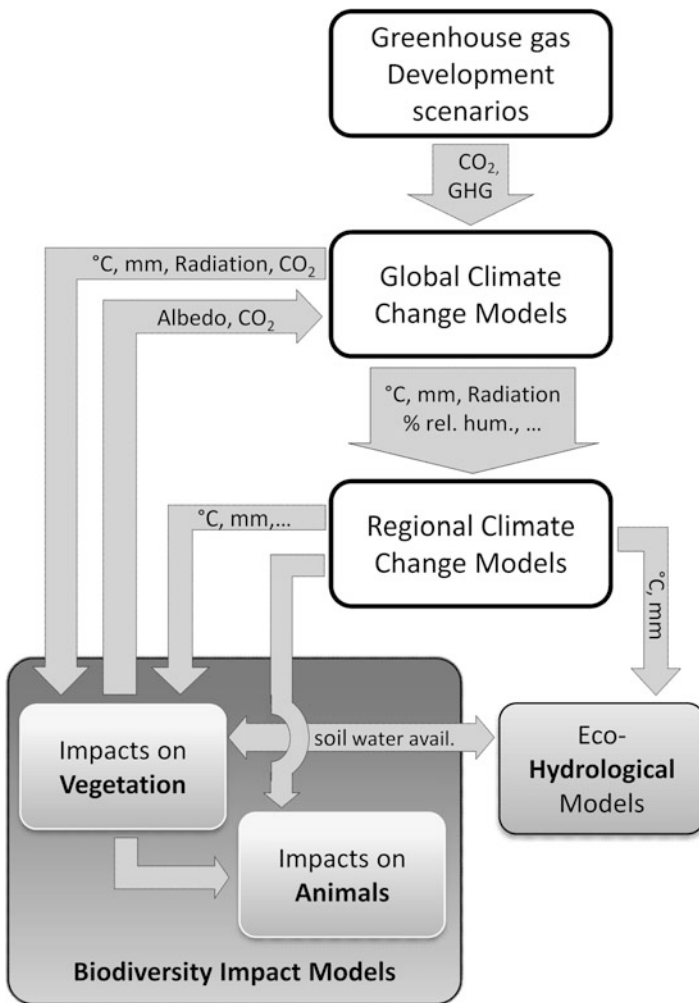 Greenhouse gas
Development
scenarios
CO₂,
GHG
°C, mm, Radiation, CO₂
Global Climate
Change Models
Albedo, CO₂
°C, mm, Radiation
% rel. hum., ...
°C, mm,...
Regional Climate
Change Models
°C, mm
Impacts on
Vegetation
soil water avail.
Eco-
Hydrological
Models
Impacts on
Animals
Biodiversity Impact Models